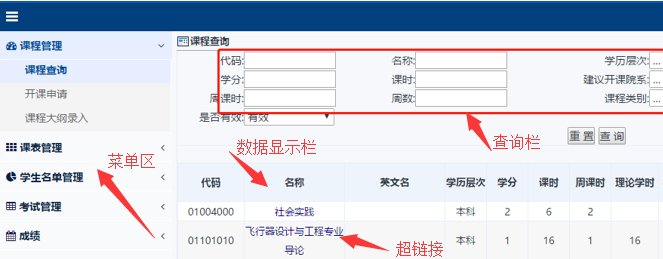 课程管理
课程查询
开课申请
课程大纲录入
课表管理
学生名单管理
考试管理
成绩
菜单区
课程查询
代码: 名称: 学历层次: ...
学分: 课时: 建议开课院系: ...
周课时: 周数: 课程类别: ...
是否有效: 有效
查询栏
重置 查询
数据显示栏
代码 名称 英文名 学历层次 学分 课时 周课时 理论学时
01004000 社会实践 本科 2 6 2
01101010 飞行器设计与工程专业导论 本科 1 16 1 16
超链接